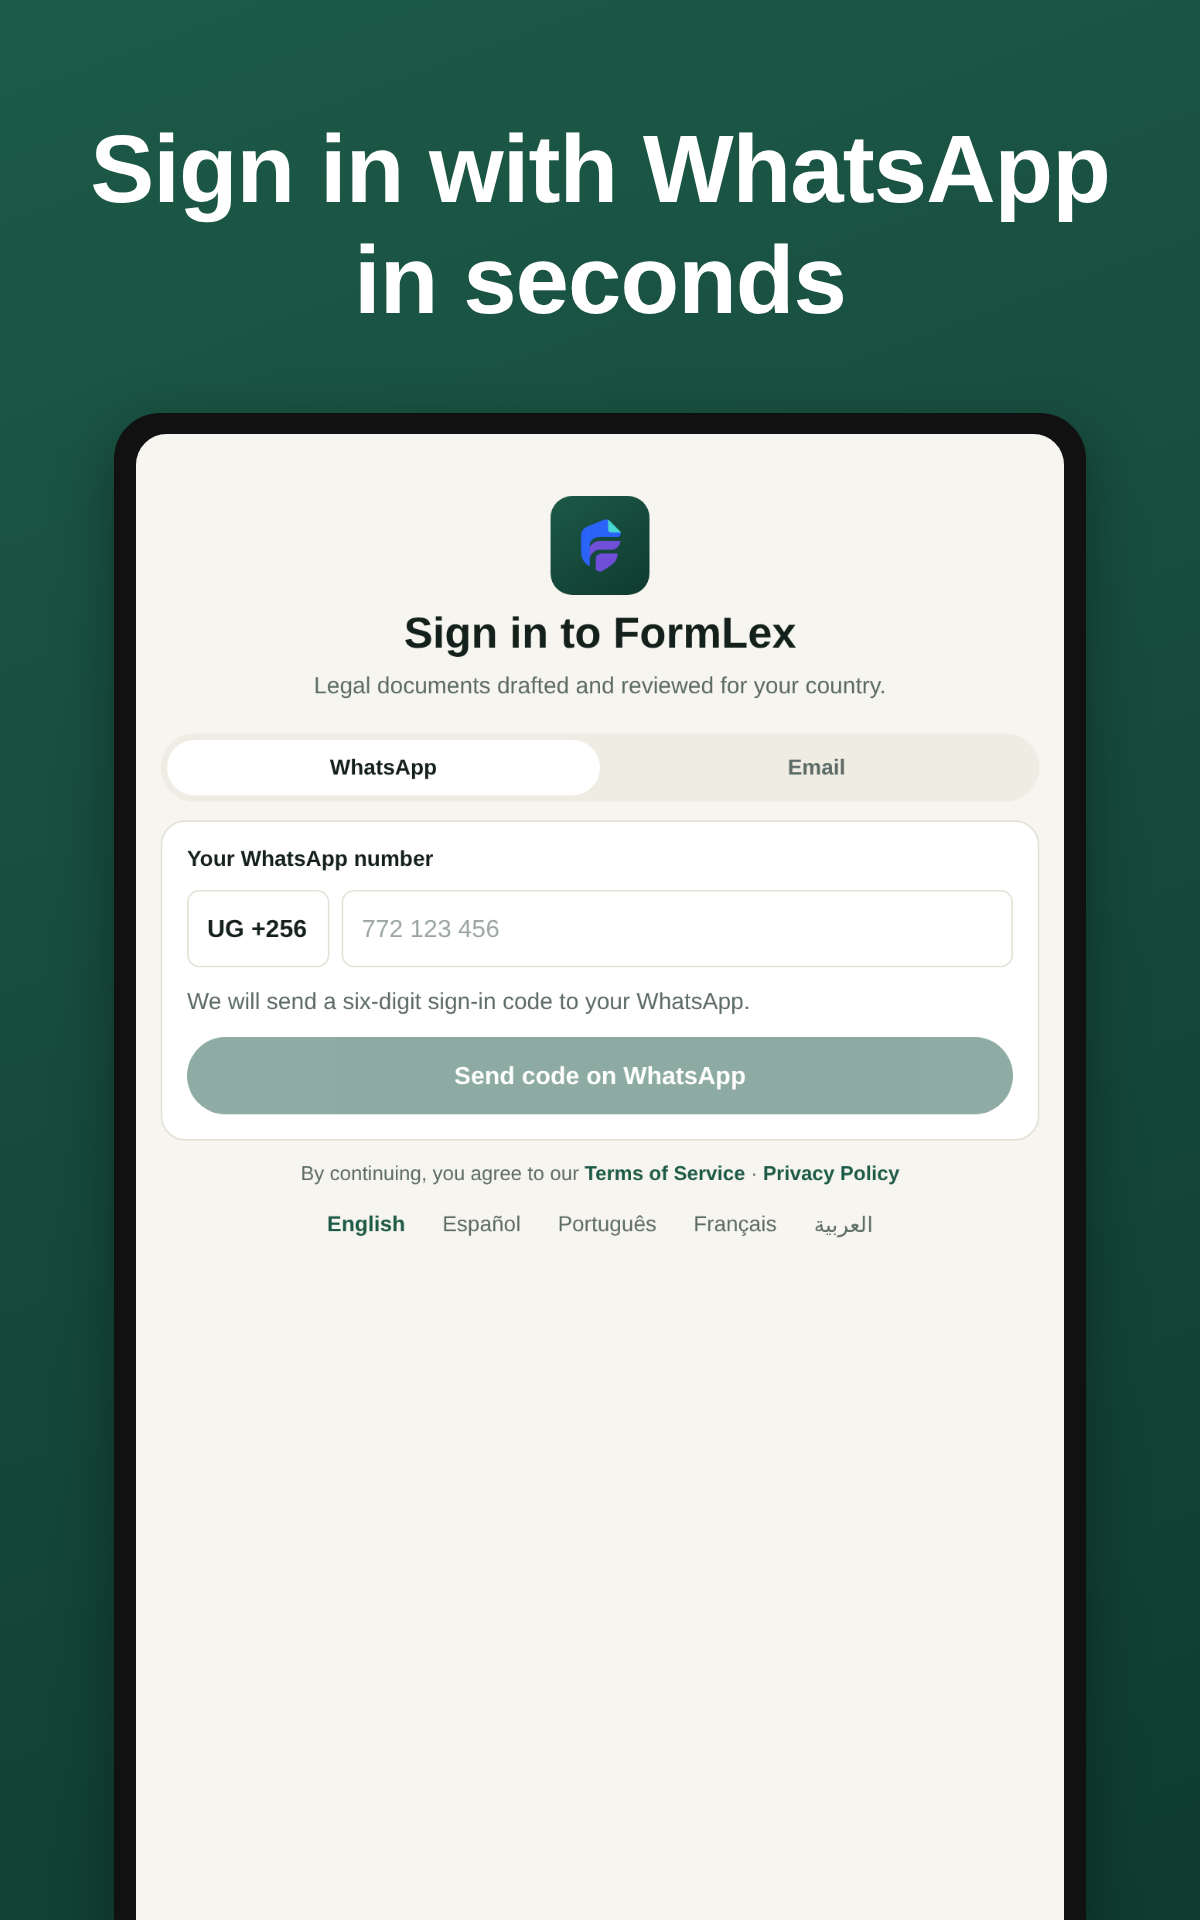 Sign in with WhatsApp
in seconds
Sign in to FormLex
Legal documents drafted and reviewed for your country.
WhatsApp Email
Your WhatsApp number
UG +256 772 123 456
We will send a six-digit sign-in code to your WhatsApp.
Send code on WhatsApp
By continuing, you agree to our Terms of Service · Privacy Policy
English Español Português Français العربية